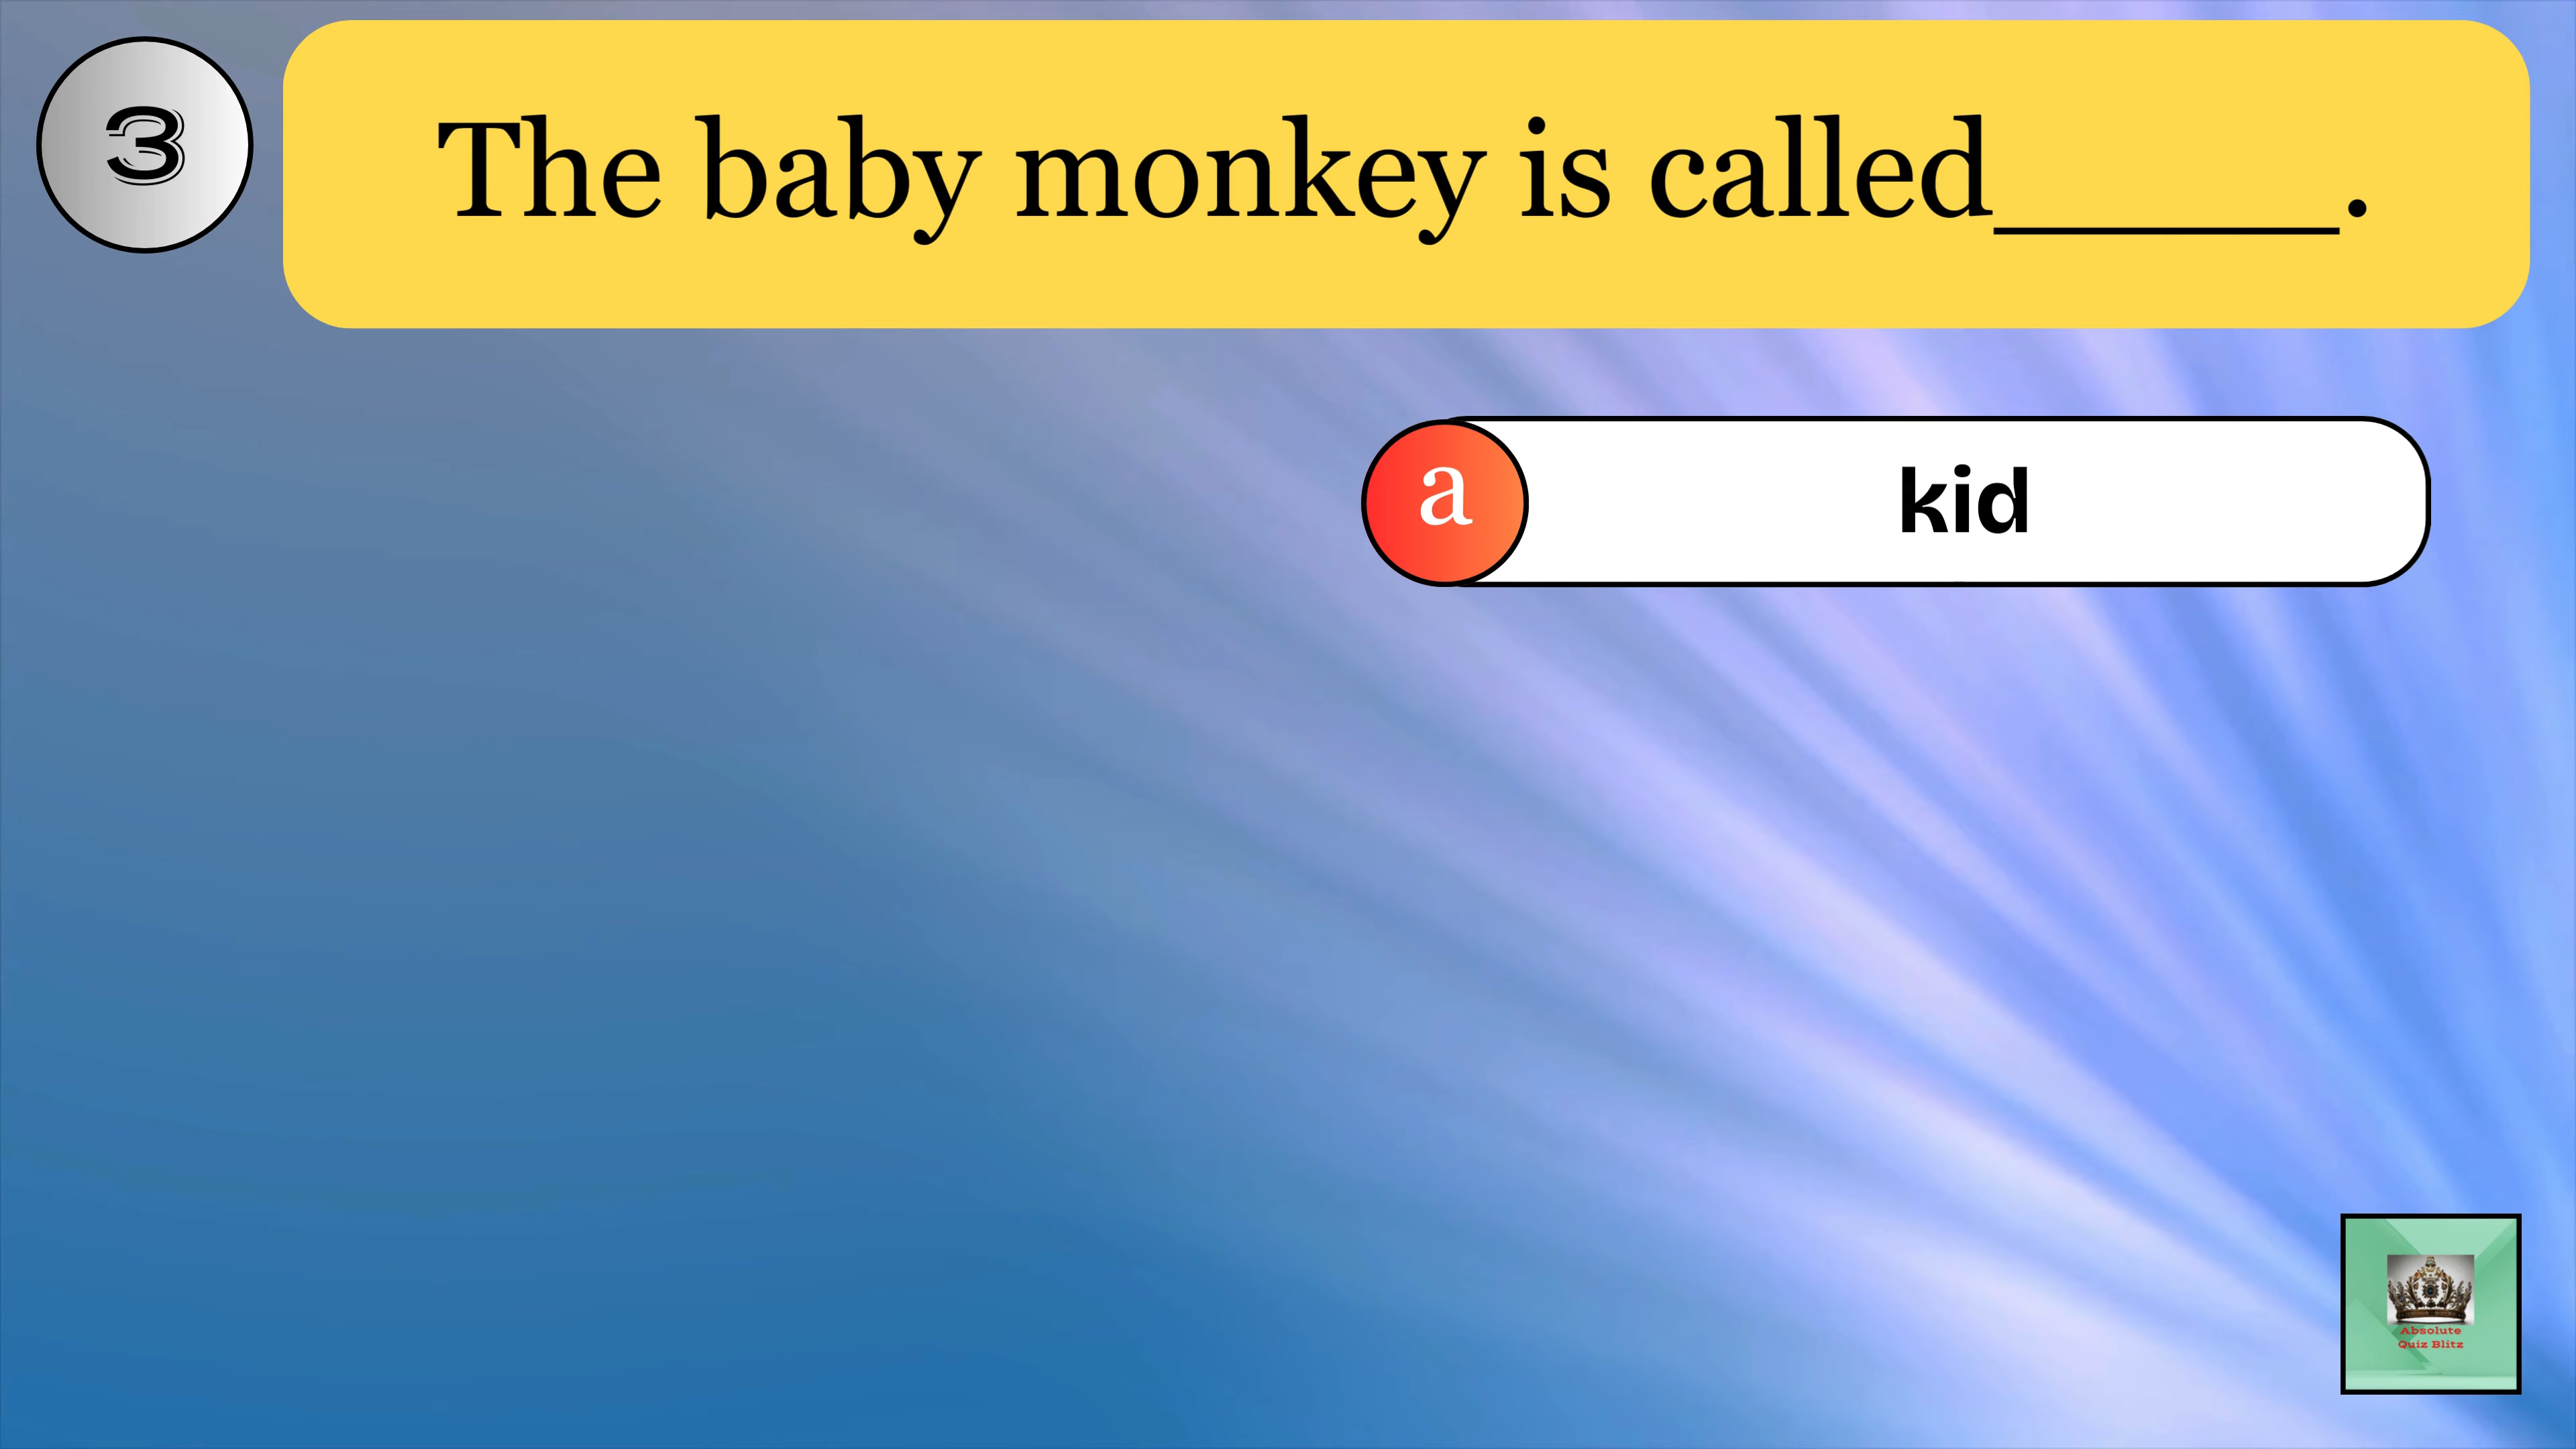 3
The baby monkey is called______.
a
kid
Absolute
Quiz Blitz